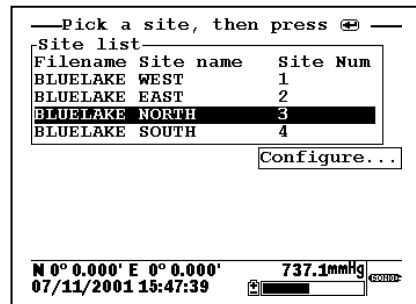 Pick a site, then press
Site list
Filename Site name Site Num
BLUELAKE WEST 1
BLUELAKE EAST 2
BLUELAKE NORTH 3
BLUELAKE SOUTH 4
Configure...
N 0° 0.000' E 0° 0.000' 737.1mmHg
07/11/2001 15:47:39